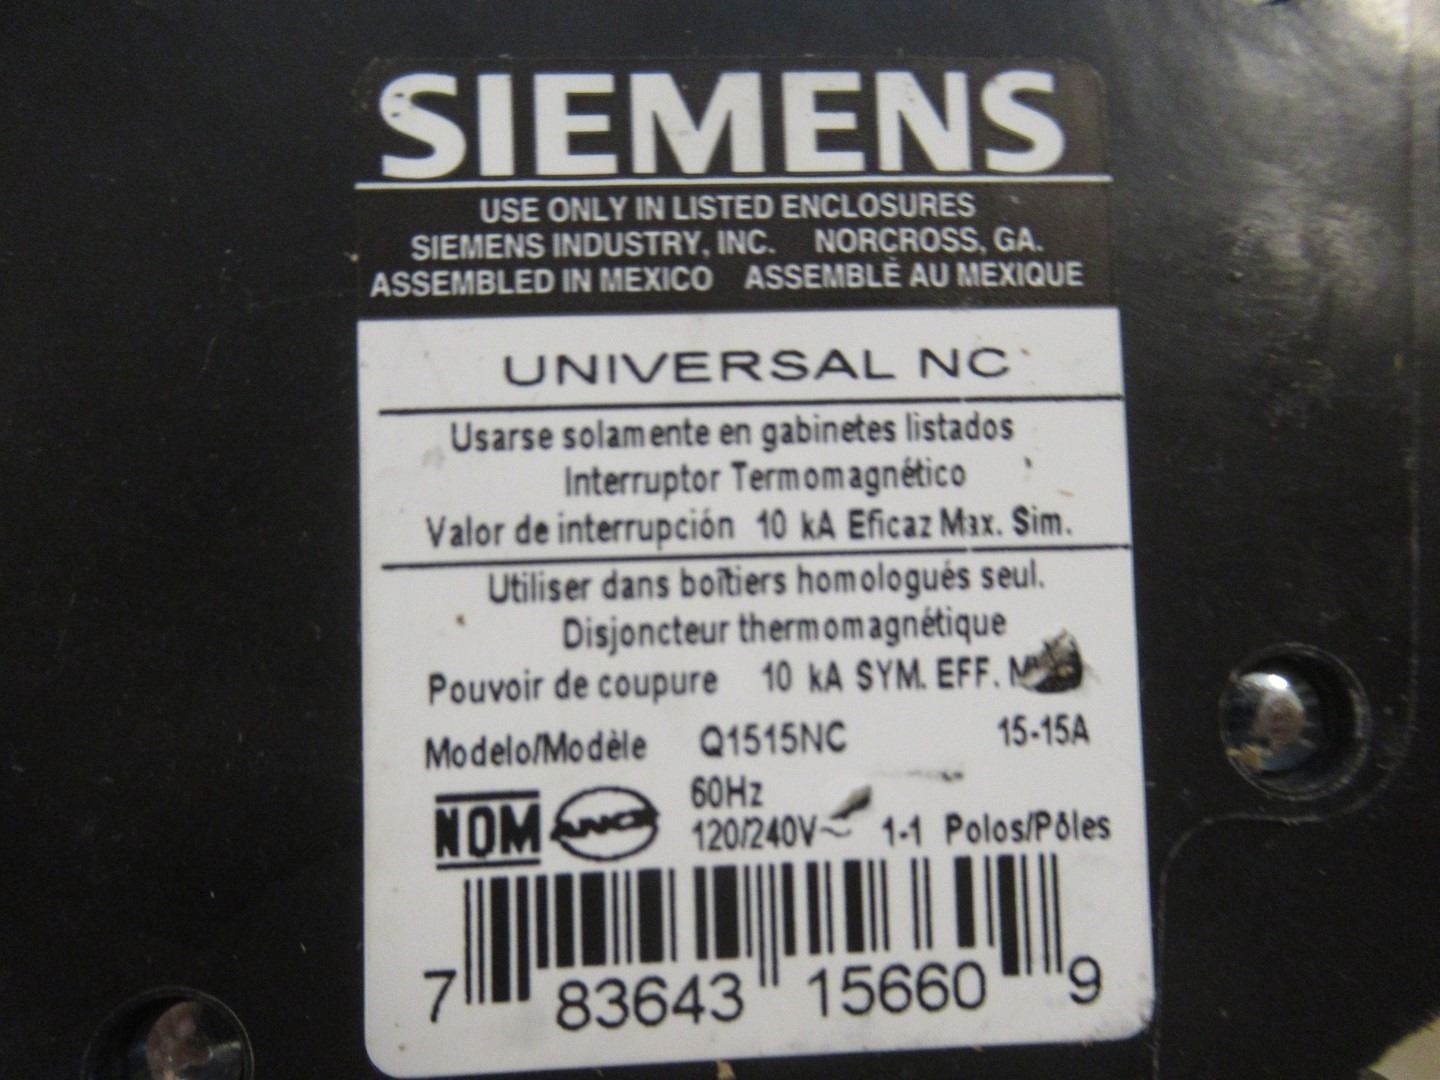 SIEMENS
USE ONLY IN LISTED ENCLOSURES
SIEMENS INDUSTRY, INC. NORCROSS, GA.
ASSEMBLED IN MEXICO ASSEMBLÉ AU MEXIQUE
UNIVERSAL NC
Usarse solamente en gabinetes listados
Interruptor Termomagnético
Valor de interrupción 10 kA Eficaz Max. Sim.
Utiliser dans boîtiers homologués seul.
Disjoncteur thermomagnétique
Pouvoir de coupure 10 kA SYM. EFF.
Modelo/Modèle Q1515NC 15-15A
NOM ANCE 60Hz
120/240V~ 1-1 Polos/Pôles
7 83643 15660 9